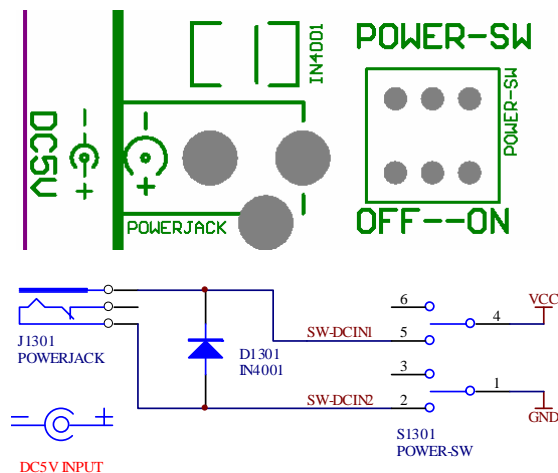 POWER-SW
IN4001
POWER-SW
DC5V
- +
- +
POWERJACK
OFF--ON
J1301
POWERJACK
D1301
IN4001
SW-DCIN1
SW-DCIN2
6
5
4
VCC
3
2
1
GND
S1301
POWER-SW
- +
DC5V INPUT